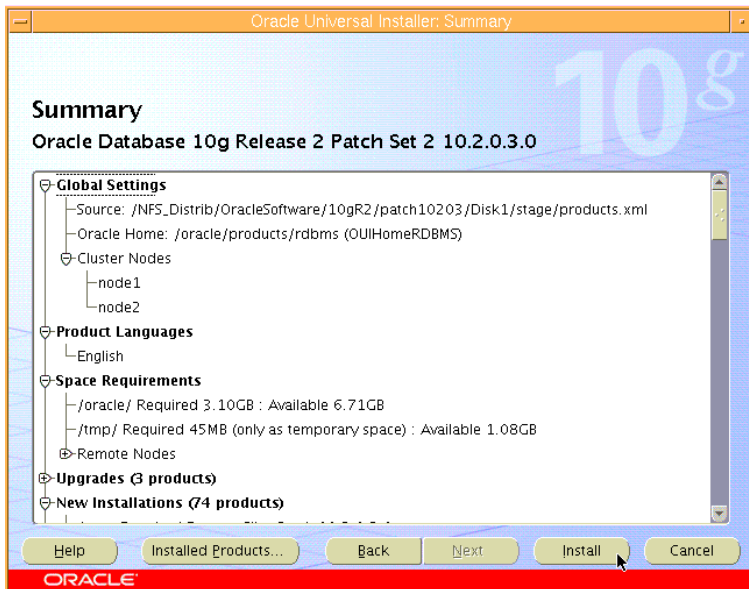 Oracle Universal Installer: Summary
10g
Summary
Oracle Database 10g Release 2 Patch Set 2 10.2.0.3.0
Global Settings
Source: /NFS_Distrib/OracleSoftware/10gR2/patch10203/Disk1/stage/products.xml
Oracle Home: /oracle/products/rdbms (OUIHomeRDBMS)
Cluster Nodes
node1
node2
Product Languages
English
Space Requirements
/oracle/ Required 3.10GB : Available 6.71GB
/tmp/ Required 45MB (only as temporary space) : Available 1.08GB
Remote Nodes
Upgrades (3 products)
New Installations (74 products)
Help Installed Products... Back Next Install Cancel
ORACLE